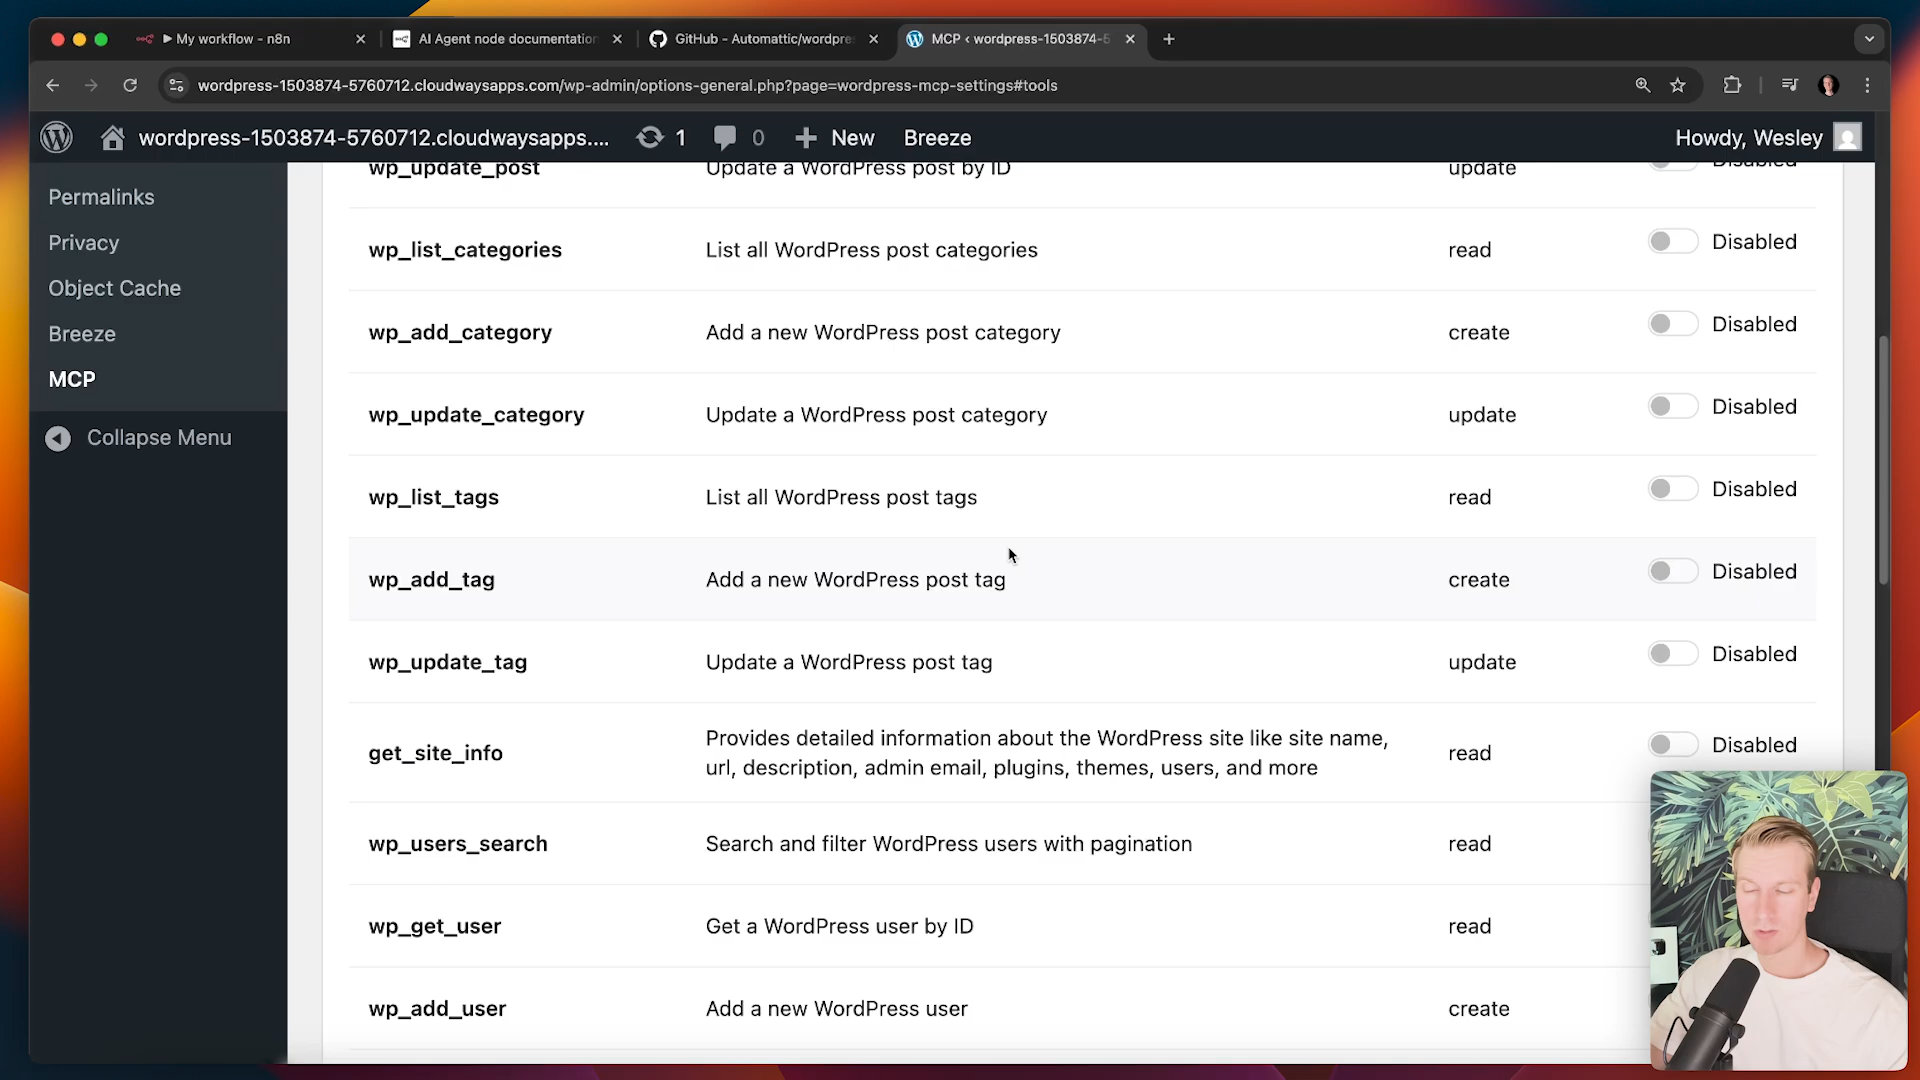 My workflow - n8n
AI Agent node documentation
GitHub - Automattic/wordpre
MCP ‹ wordpress-1503874-5
wordpress-1503874-5760712.cloudwaysapps.com/wp-admin/options-general.php?page=wordpress-mcp-settings#tools
wordpress-1503874-5760712.cloudwaysapps.... 1 0 New Breeze Howdy, Wesley
Permalinks
Privacy
Object Cache
Breeze
MCP
Collapse Menu
wp_update_post Update a WordPress post by ID update Disabled
wp_list_categories List all WordPress post categories read Disabled
wp_add_category Add a new WordPress post category create Disabled
wp_update_category Update a WordPress post category update Disabled
wp_list_tags List all WordPress post tags read Disabled
wp_add_tag Add a new WordPress post tag create Disabled
wp_update_tag Update a WordPress post tag update Disabled
get_site_info Provides detailed information about the WordPress site like site name,
url, description, admin email, plugins, themes, users, and more read Disabled
wp_users_search Search and filter WordPress users with pagination read
wp_get_user Get a WordPress user by ID read
wp_add_user Add a new WordPress user create